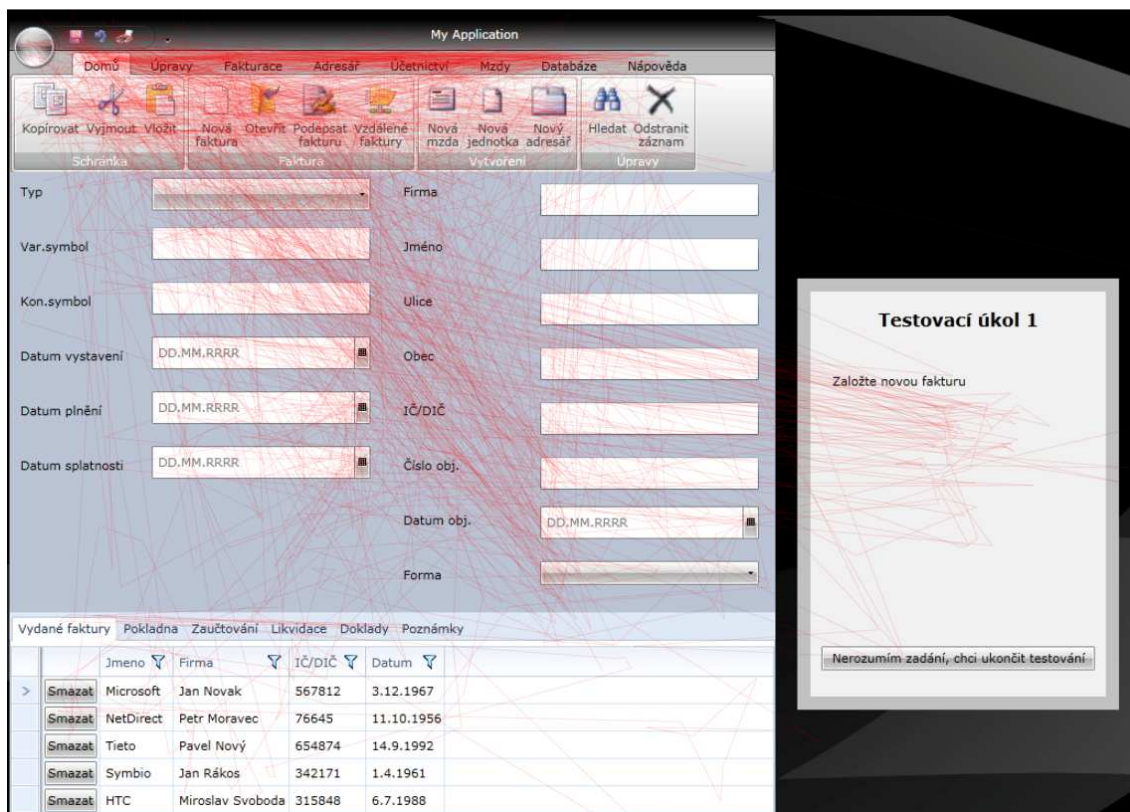 My Application
Domů Úpravy Fakturace Adresář Účetnictví Mzdy Databáze Nápověda
Kopírovat Vyjmout Vložit Nová faktura Otevřít Podepsat fakturu Vzdálené faktury Nová mzda Nová jednotka Nový adresář Hledat Odstranit záznam
Schránka Faktura Vytvoření Úpravy
Typ Firma
Var.symbol Jméno
Kon.symbol Ulice
Datum vystavení DD.MM.RRRR Obec
Datum plnění DD.MM.RRRR IČ/DIČ
Datum splatnosti DD.MM.RRRR Číslo obj.
Datum obj. DD.MM.RRRR
Forma
Testovací úkol 1
Založte novou fakturu
Nerozumím zadání, chci ukončit testování
Vydané faktury Pokladna Zaučtování Likvidace Doklady Poznámky
Jmeno Firma IČ/DIČ Datum
> Smazat Microsoft Jan Novak 567812 3.12.1967
Smazat NetDirect Petr Moravec 76645 11.10.1956
Smazat Tieto Pavel Nový 654874 14.9.1992
Smazat Symbio Jan Rákos 342171 1.4.1961
Smazat HTC Miroslav Svoboda 315848 6.7.1988